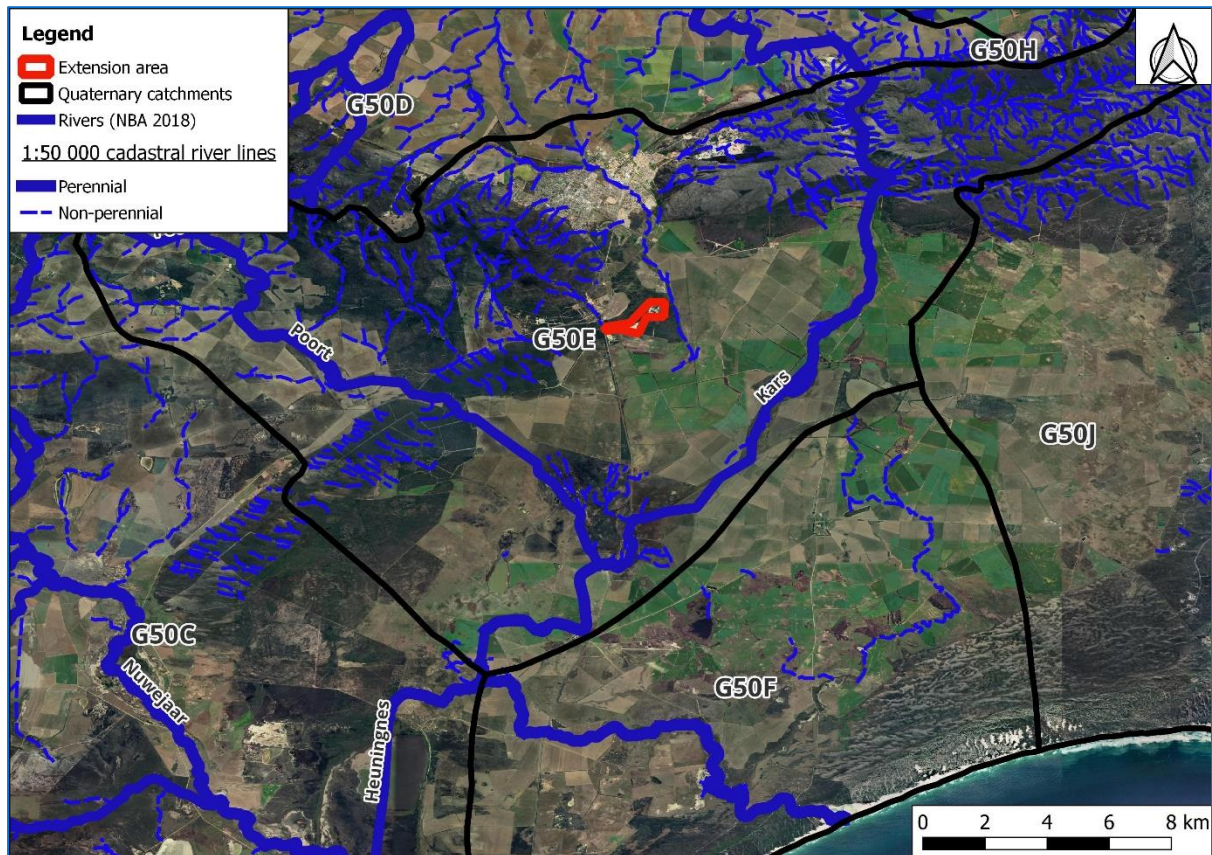 Legend
Extension area
Quaternary catchments
Rivers (NBA 2018)
1:50 000 cadastral river lines
Perennial
Non-perennial
G50H
G50D
G50E
Poort
Kars
G50J
G50C
Nuwejaar
G50F
Heuningnes
0 2 4 6 8 km